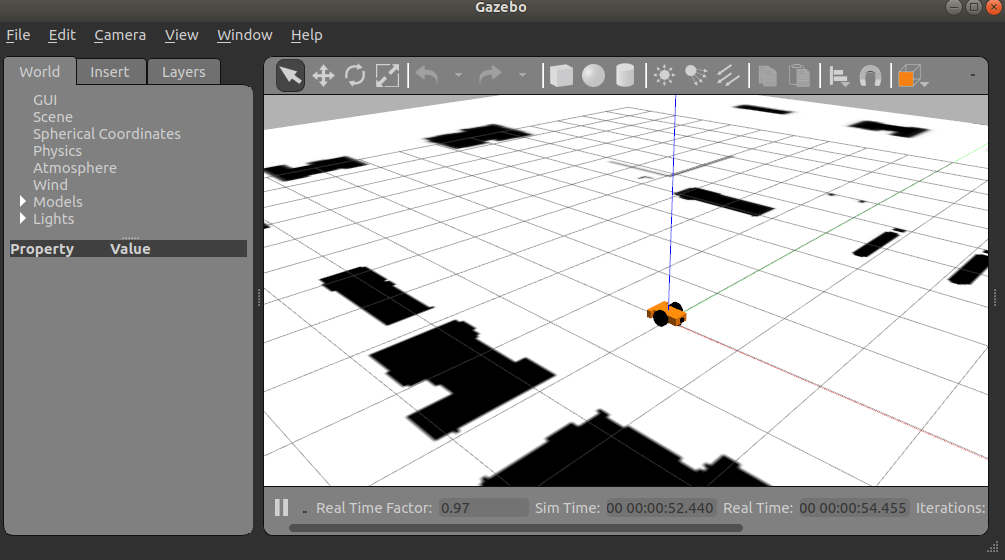 Gazebo
File Edit Camera View Window Help
World Insert Layers
GUI
Scene
Spherical Coordinates
Physics
Atmosphere
Wind
Models
Lights
Property Value
Real Time Factor: 0.97 Sim Time: 00 00:00:52.440 Real Time: 00 00:00:54.455 Iterations: